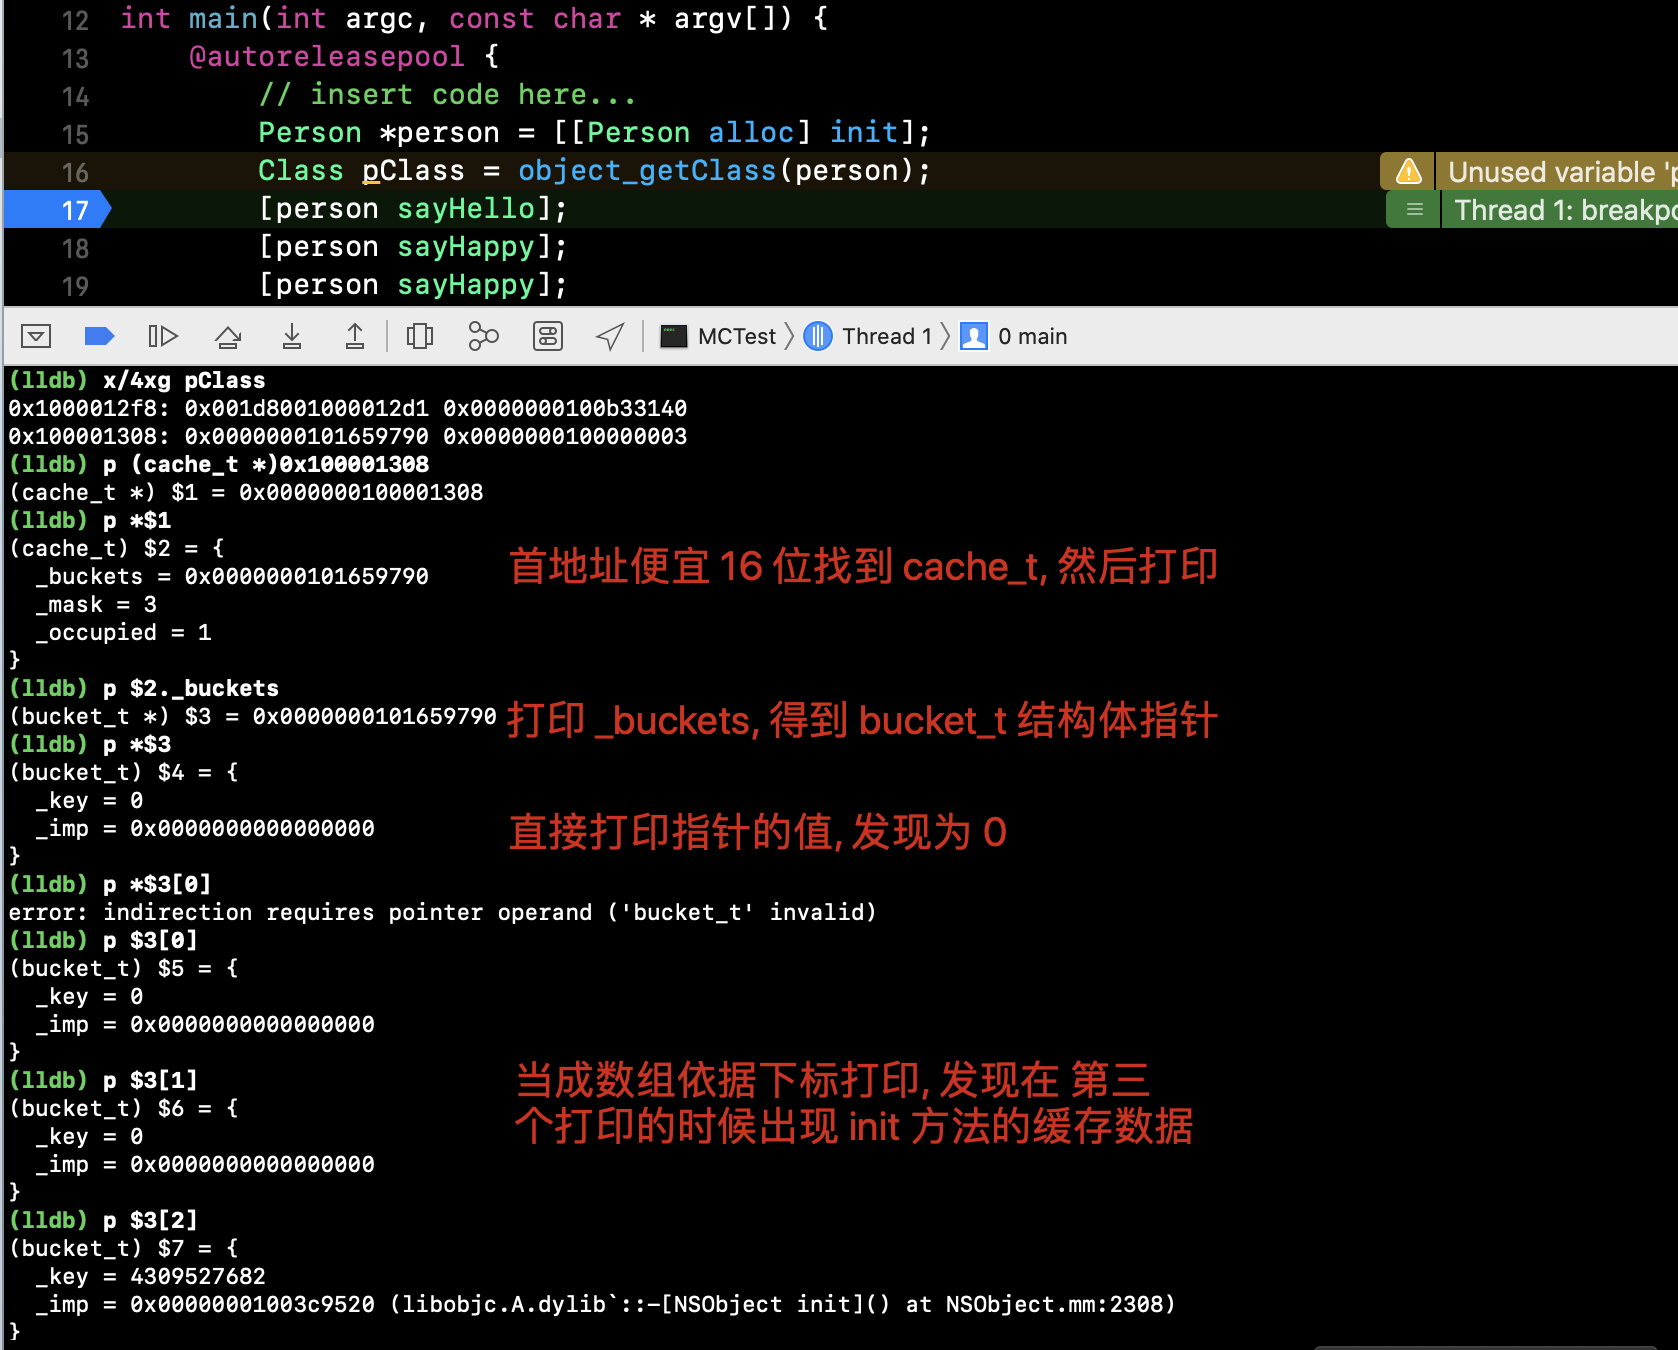 12 int main(int argc, const char * argv[]) {
13 @autoreleasepool {
14 // insert code here...
15 Person *person = [[Person alloc] init];
16 Class pClass = object_getClass(person); Unused variable 'p
17 [person sayHello]; Thread 1: breakpo
18 [person sayHappy];
19 [person sayHappy];
MCTest Thread 1 0 main
(lldb) x/4xg pClass
0x1000012f8: 0x001d8001000012d1 0x0000000100b33140
0x100001308: 0x0000000101659790 0x0000000100000003
(lldb) p (cache_t *)0x100001308
(cache_t *) $1 = 0x0000000100001308
(lldb) p *$1
(cache_t) $2 = {
_buckets = 0x0000000101659790
首地址便宜 16 位找到 cache_t, 然后打印
_mask = 3
_occupied = 1
}
(lldb) p $2._buckets
(bucket_t *) $3 = 0x0000000101659790
打印 _buckets, 得到 bucket_t 结构体指针
(lldb) p *$3
(bucket_t) $4 = {
_key = 0
_imp = 0x0000000000000000
直接打印指针的值, 发现为 0
}
(lldb) p *$3[0]
error: indirection requires pointer operand ('bucket_t' invalid)
(lldb) p $3[0]
(bucket_t) $5 = {
_key = 0
_imp = 0x0000000000000000
}
(lldb) p $3[1]
当成数组依据下标打印, 发现在 第三
个打印的时候出现 init 方法的缓存数据
(bucket_t) $6 = {
_key = 0
_imp = 0x0000000000000000
}
(lldb) p $3[2]
(bucket_t) $7 = {
_key = 4309527682
_imp = 0x00000001003c9520 (libobjc.A.dylib`::-[NSObject init]() at NSObject.mm:2308)
}